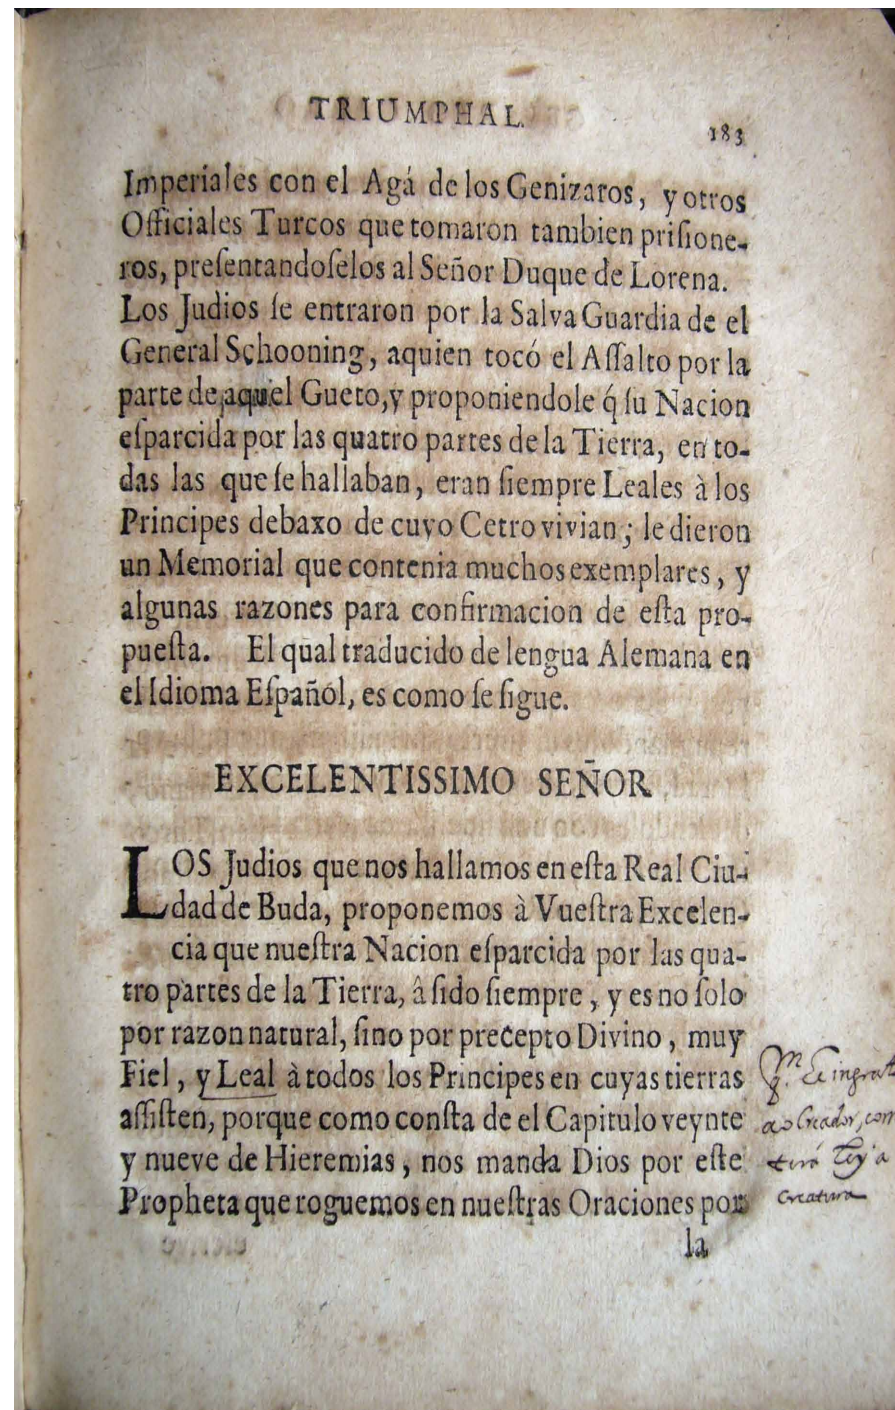 TRIUMPHAL.
183
Imperiales con el Agá de los Genizaros, y otros
Officiales Turcos que tomaron tambien priſione-
ros, preſentandoſelos al Señor Duque de Lorena.
Los Judios ſe entraron por la Salva Guardia de el
General Schooning, aquien tocó el Aſſalto por la
parte de aquel Gueto, y proponiendole q́ ſu Nacion
eſparcida por las quatro partes de la Tierra, en to-
das las que ſe hallaban, eran ſiempre Leales à los
Principes debaxo de cuyo Cetro vivian; le dieron
un Memorial que contenia muchos exemplares, y
algunas razones para confirmacion de eſta pro-
pueſta. El qual traducido de lengua Alemana en
el Idioma Eſpañól, es como ſe ſigue.
EXCELENTISSIMO SEÑOR
LOS Judios que nos hallamos en eſta Real Ciu-
dad de Buda, proponemos à Vueſtra Excelen-
cia que nueſtra Nacion eſparcida por las qua-
tro partes de la Tierra, â ſido ſiempre, y es no ſolo
por razon natural, ſino por precepto Divino, muy
Fiel, y Leal à todos los Principes en cuyas tierras
aſſiſten, porque como conſta de el Capitulo veynte
y nueve de Hieremias, nos manda Dios por eſte
Propheta que roguemos en nueſtras Oraciones por
la
ingrat
ao Creador, com
a
creatura